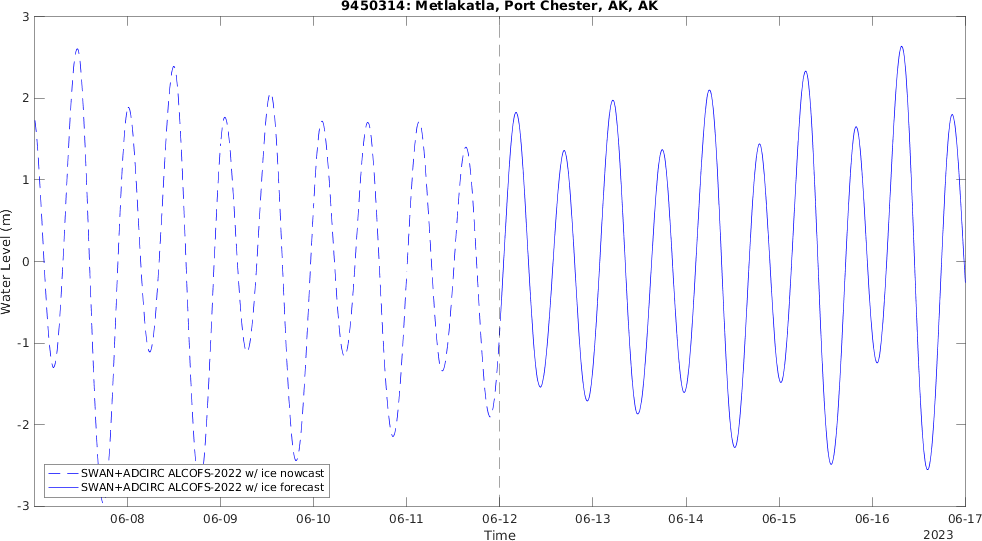 9450314: Metlakatla, Port Chester, AK, AK
3
2
1
0
-1
-2
-3
Water Level (m)
SWAN+ADCIRC ALCOFS-2022 w/ ice nowcast
SWAN+ADCIRC ALCOFS-2022 w/ ice forecast
06-08 06-09 06-10 06-11 06-12 06-13 06-14 06-15 06-16 06-17
Time
2023